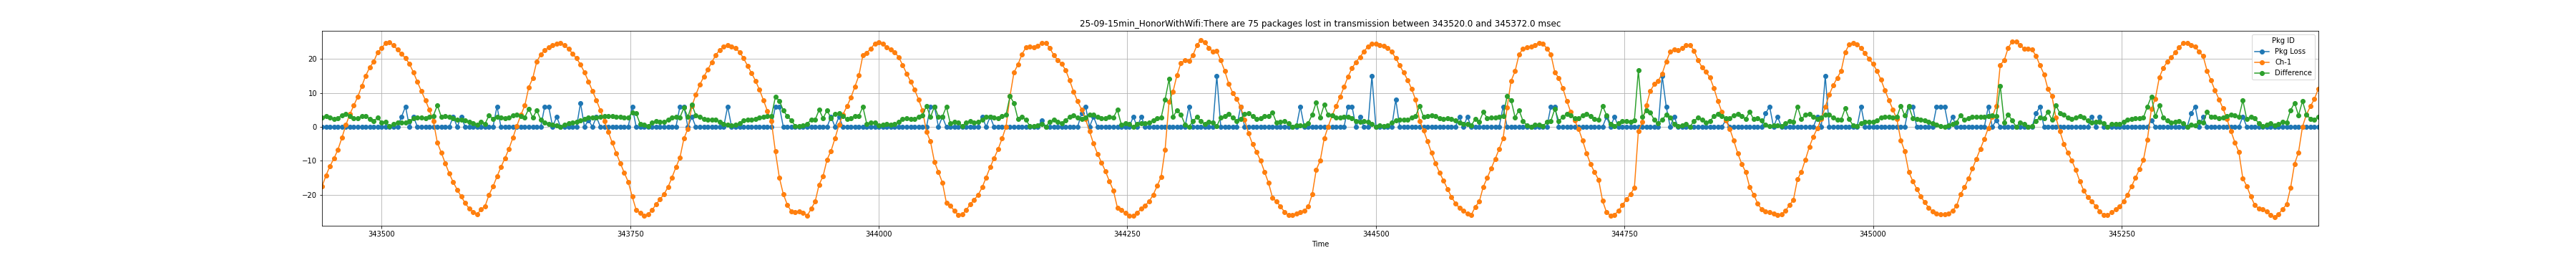 25-09-15min_HonorWithWifi:There are 75 packages lost in transmission between 343520.0 and 345372.0 msec
Pkg ID
Pkg Loss
Ch-1
Difference
20
10
0
−10
−20
343500 343750 344000 344250 344500 344750 345000 345250
Time